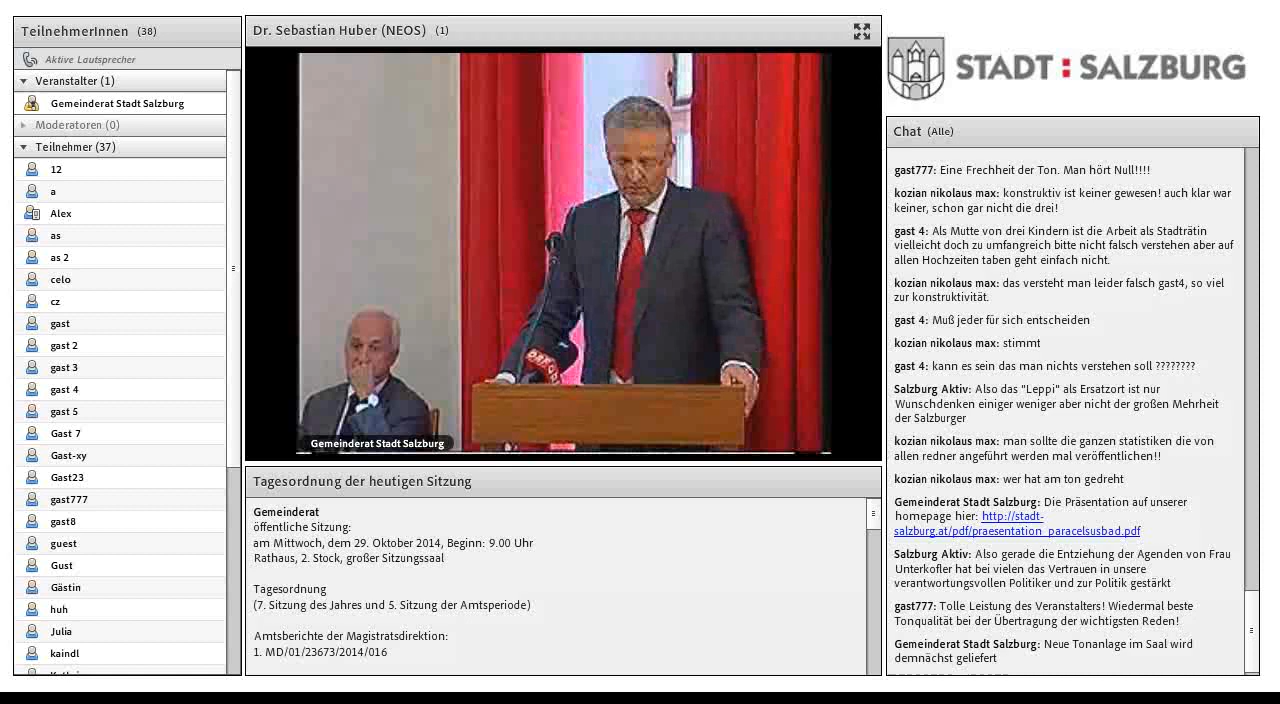 TeilnehmerInnen (38)
Aktive Lautsprecher
Veranstalter (1)
Gemeinderat Stadt Salzburg
Moderatoren (0)
Teilnehmer (37)
12
a
Alex
as
as 2
celo
cz
gast
gast 2
gast 3
gast 4
gast 5
Gast 7
Gast-xy
Gast23
gast777
gast8
guest
Gust
Gästin
huh
Julia
kaindl
Dr. Sebastian Huber (NEOS) (1)
Gemeinderat Stadt Salzburg
Tagesordnung der heutigen Sitzung
Gemeinderat
öffentliche Sitzung:
am Mittwoch, dem 29. Oktober 2014, Beginn: 9.00 Uhr
Rathaus, 2. Stock, großer Sitzungssaal
Tagesordnung
(7. Sitzung des Jahres und 5. Sitzung der Amtsperiode)
Amtsberichte der Magistratsdirektion:
1. MD/01/23673/2014/016
STADT : SALZBURG
Chat (Alle)
gast777: Eine Frechheit der Ton. Man hört Null!!!!
kozian nikolaus max: konstruktiv ist keiner gewesen! auch klar war
keiner, schon gar nicht die drei!
gast 4: Als Mutte von drei Kindern ist die Arbeit als Stadträtin
vielleicht doch zu umfangreich bitte nicht falsch verstehen aber auf
allen Hochzeiten taben geht einfach nicht.
kozian nikolaus max: das versteht man leider falsch gast4, so viel
zur konstruktivität.
gast 4: Muß jeder für sich entscheiden
kozian nikolaus max: stimmt
gast 4: kann es sein das man nichts verstehen soll ????????
Salzburg Aktiv: Also das "Leppi" als Ersatzort ist nur
Wunschdenken einiger weniger aber nicht der großen Mehrheit
der Salzburger
kozian nikolaus max: man sollte die ganzen statistiken die von
allen redner angeführt werden mal veröffentlichen!!
kozian nikolaus max: wer hat am ton gedreht
Gemeinderat Stadt Salzburg: Die Präsentation auf unserer
homepage hier: http://stadt-
salzburg.at/pdf/praesentation_paracelsusbad.pdf
Salzburg Aktiv: Also gerade die Entziehung der Agenden von Frau
Unterkofler hat bei vielen das Vertrauen in unsere
verantwortungsvollen Politiker und zur Politik gestärkt
gast777: Tolle Leistung des Veranstalters! Wiedermal beste
Tonqualität bei der Übertragung der wichtigsten Reden!
Gemeinderat Stadt Salzburg: Neue Tonanlage im Saal wird
demnächst geliefert